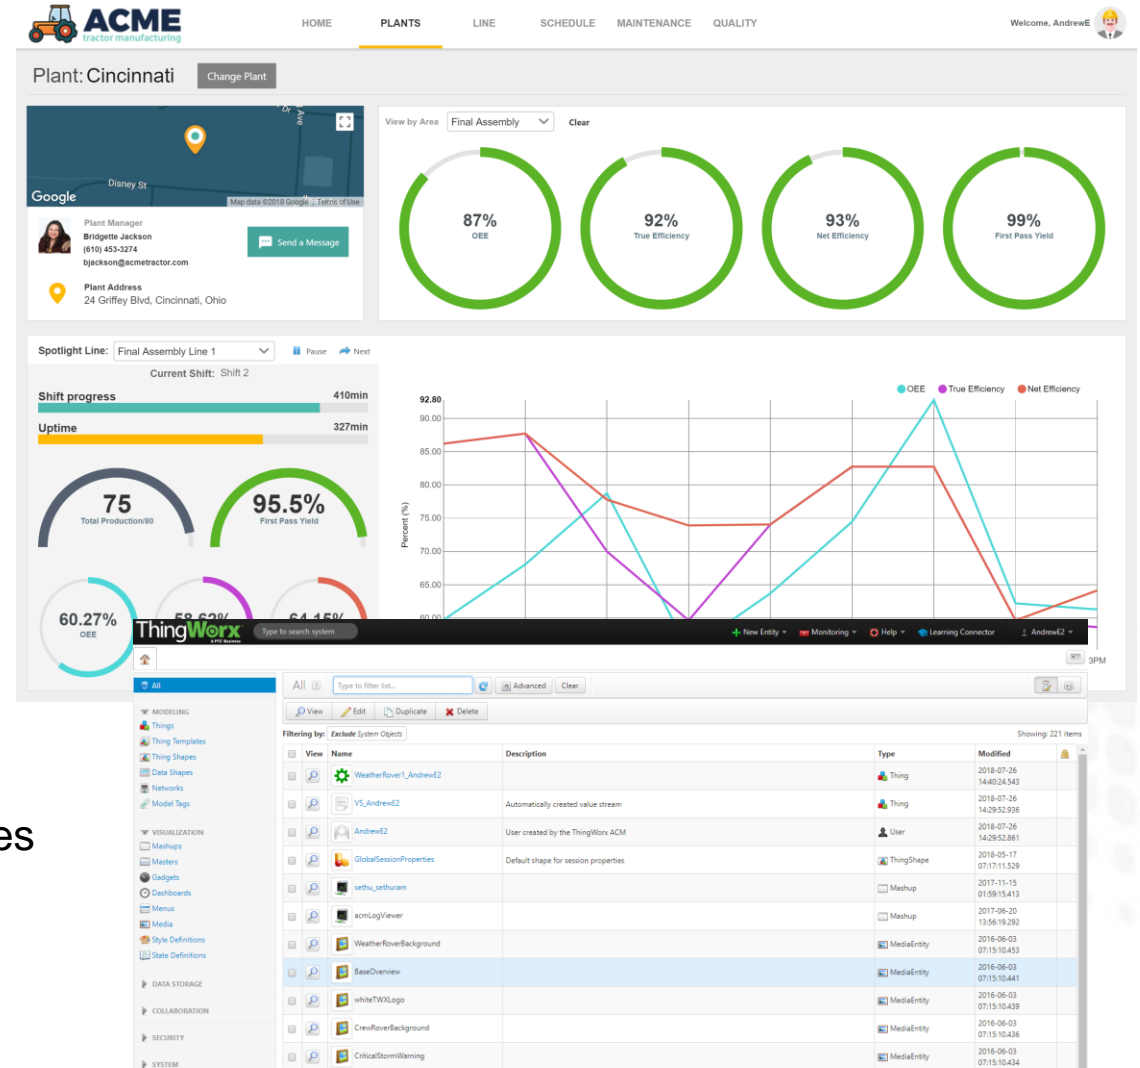 ACME
tractor manufacturing
HOME PLANTS LINE SCHEDULE MAINTENANCE QUALITY
Welcome, AndrewE
Plant: Cincinnati
Change Plant
Ave
Dr
Disney St
Google
Map data ©2018 Google Terms of Use
Plant Manager
Bridgette Jackson
(610) 453-3274
bjackson@acmetractor.com
Send a Message
Plant Address
24 Griffey Blvd, Cincinnati, Ohio
View by Area Final Assembly Clear
87%
OEE
92%
True Efficiency
93%
Net Efficiency
99%
First Pass Yield
Spotlight Line: Final Assembly Line 1 Pause Next
Current Shift: Shift 2
Shift progress 410min
Uptime 327min
75
Total Production/80
95.5%
First Pass Yield
60.27%
OEE
58.62%
64.15%
OEE True Efficiency Net Efficiency
92.80
90.00
85.00
80.00
75.00
70.00
65.00
60.00
Percent (%)
3PM
ThingWorx
A PTC Business
Type to search system
New Entity Monitoring Help Learning Connector AndrewE2
All
MODELING
Things
Thing Templates
Thing Shapes
Data Shapes
Networks
Model Tags
VISUALIZATION
Mashups
Masters
Gadgets
Dashboards
Menus
Media
Style Definitions
State Definitions
DATA STORAGE
COLLABORATION
SECURITY
SYSTEM
All Type to filter list... Advanced Clear
View Edit Duplicate Delete
Filtering by: Exclude System Objects Showing: 221 items
View Name Description Type Modified
WeatherRover1_AndrewE2 Thing 2018-07-26 14:40:24.543
VS_AndrewE2 Automatically created value stream Thing 2018-07-26 14:29:52.936
AndrewE2 User created by the ThingWorx ACM User 2018-07-26 14:29:52.861
GlobalSessionProperties Default shape for session properties ThingShape 2018-05-17 07:17:11.529
sethu_sethuram Mashup 2017-11-15 01:59:15.413
acmLogViewer Mashup 2017-06-20 13:56:19.292
WeatherRoverBackground MediaEntity 2016-06-03 07:15:10.453
BaseOverview MediaEntity 2016-06-03 07:15:10.441
whiteTWXLogo MediaEntity 2016-06-03 07:15:10.439
CrewRoverBackground MediaEntity 2016-06-03 07:15:10.436
CriticalStormWarning MediaEntity 2016-06-03 07:15:10.434
es